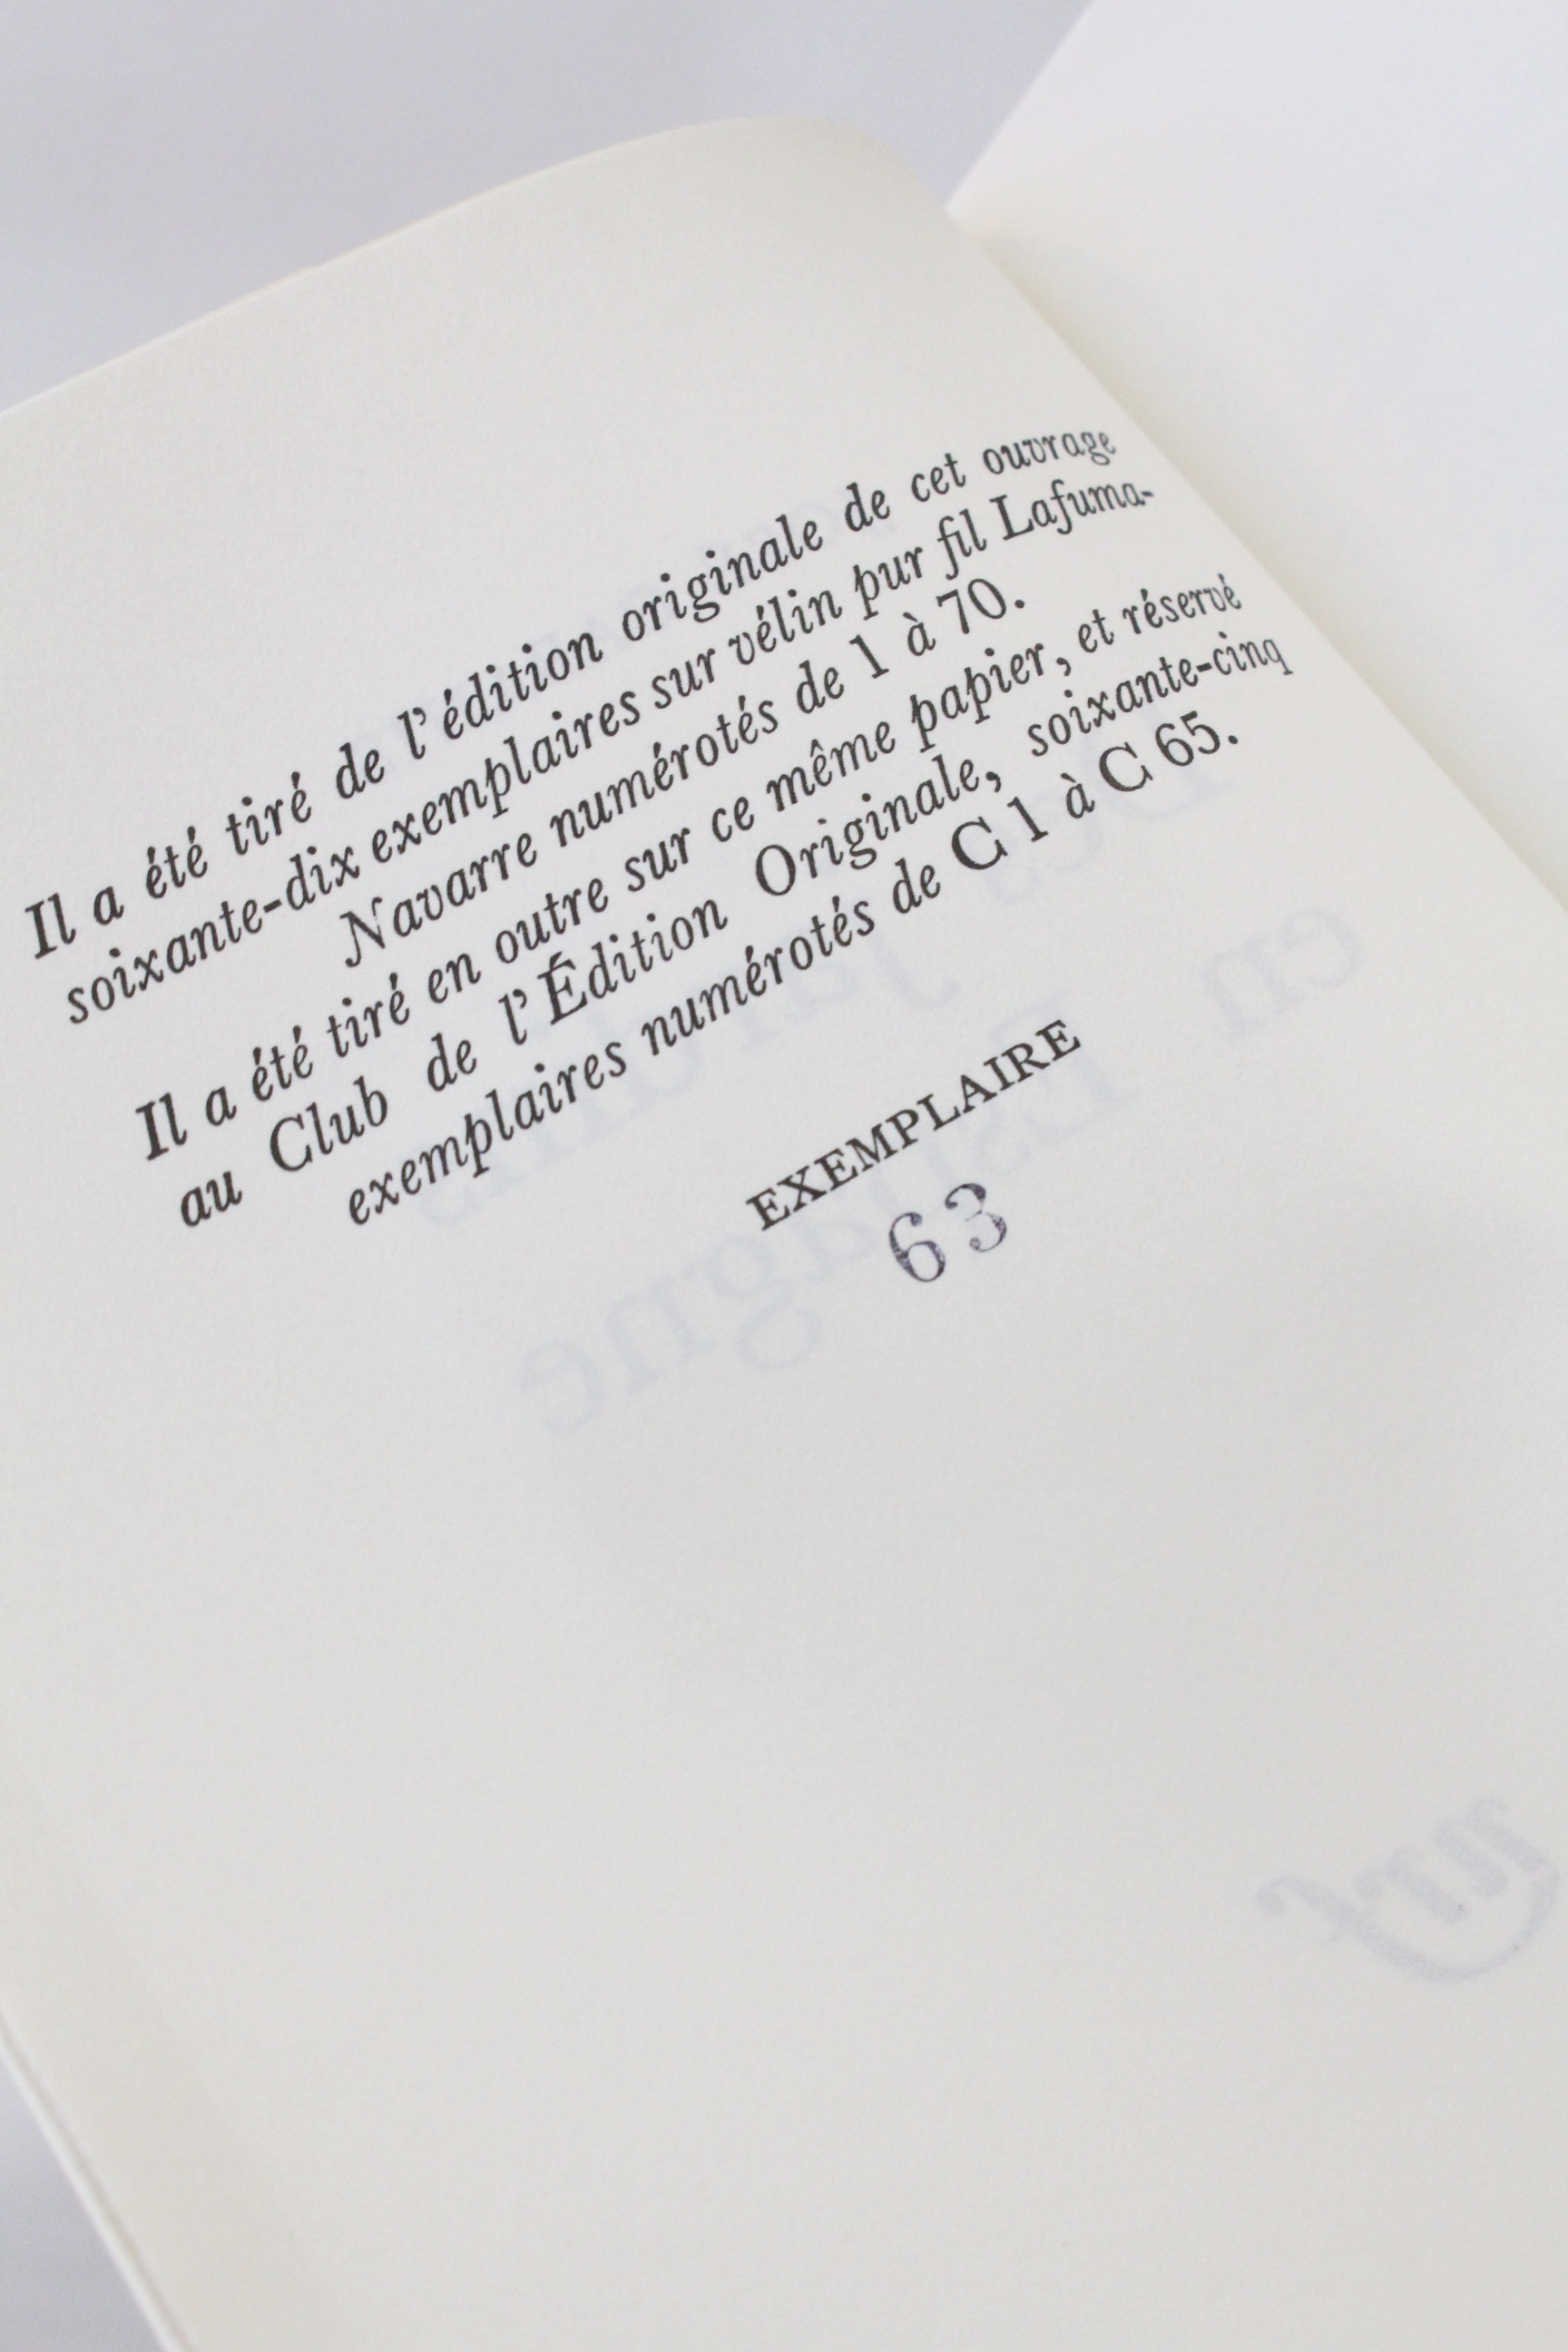 Il a été tiré de l'édition originale de cet ouvrage
soixante-dix exemplaires sur vélin pur fil Lafuma-
Navarre numérotés de 1 à 70.
Il a été tiré en outre sur ce même papier, et réservé
au Club de l'Édition Originale, soixante-cinq
exemplaires numérotés de C 1 à C 65.
EXEMPLAIRE
63